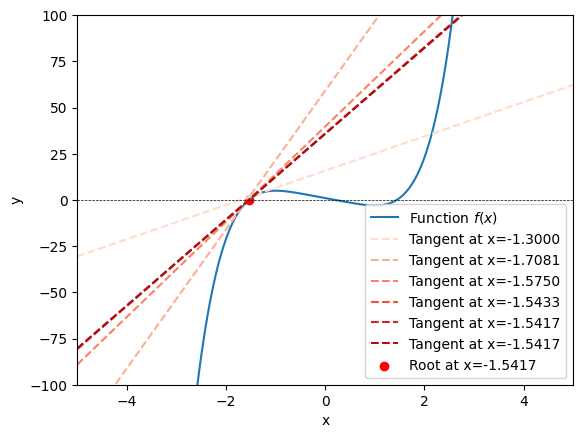 100
75
50
25
0
−25
−50
−75
−100
y
−4
−2
0
2
4
x
Function f(x)
Tangent at x=-1.3000
Tangent at x=-1.7081
Tangent at x=-1.5750
Tangent at x=-1.5433
Tangent at x=-1.5417
Tangent at x=-1.5417
Root at x=-1.5417